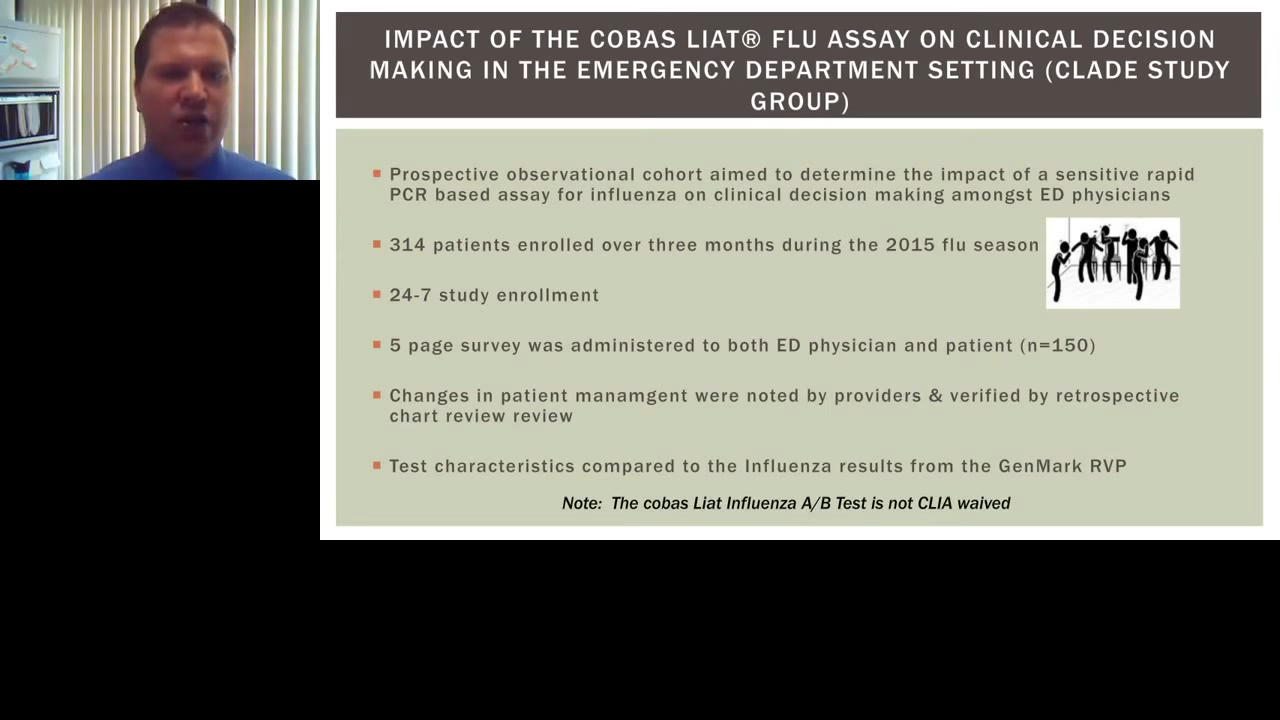 IMPACT OF THE COBAS LIAT® FLU ASSAY ON CLINICAL DECISION
MAKING IN THE EMERGENCY DEPARTMENT SETTING (CLADE STUDY
GROUP)
Prospective observational cohort aimed to determine the impact of a sensitive rapid
PCR based assay for influenza on clinical decision making amongst ED physicians
314 patients enrolled over three months during the 2015 flu season
24-7 study enrollment
5 page survey was administered to both ED physician and patient (n=150)
Changes in patient manamgent were noted by providers & verified by retrospective
chart review review
Test characteristics compared to the Influenza results from the GenMark RVP
Note: The cobas Liat Influenza A/B Test is not CLIA waived